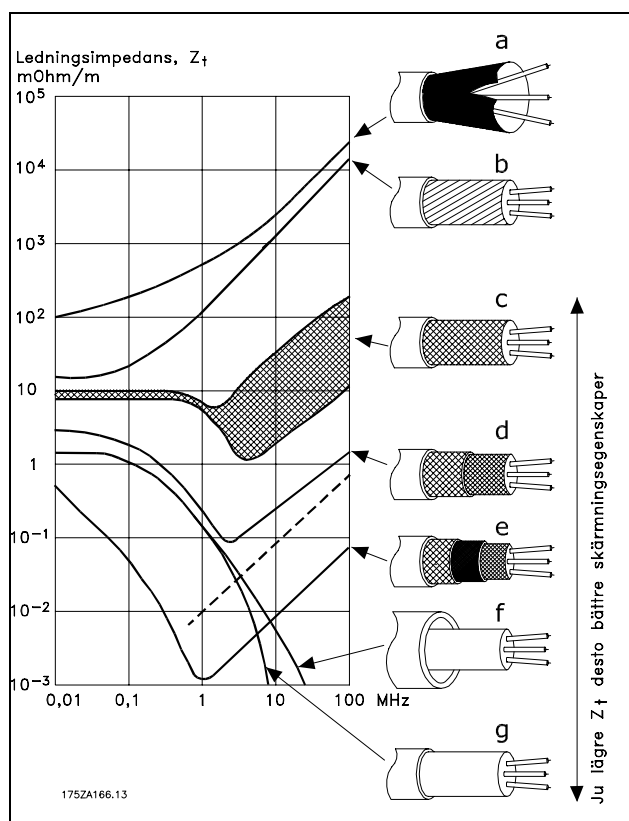 Ledningsimpedans, Zt
mOhm/m
10⁵
10⁴
10³
10²
10
1
10⁻¹
10⁻²
10⁻³
0,01 0,1 1 10 100 MHz
a
b
c
d
e
f
g
Ju lägre Zt desto bättre skärmningsegenskaper
175ZA166.13